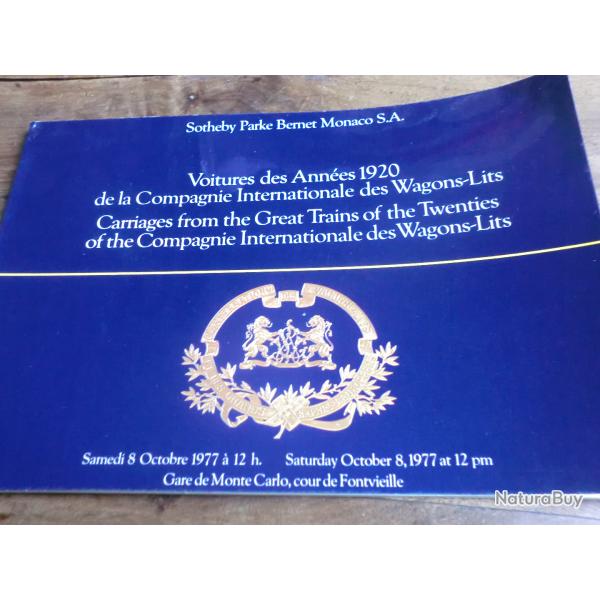 Sotheby Parke Bernet Monaco S.A.
Voitures des Années 1920
de la Compagnie Internationale des Wagons-Lits
Carriages from the Great Trains of the Twenties
of the Compagnie Internationale des Wagons-Lits
Samedi 8 Octobre 1977 à 12 h. Saturday October 8, 1977 at 12 pm
Gare de Monte Carlo, cour de Fontvieille
NaturaBuy